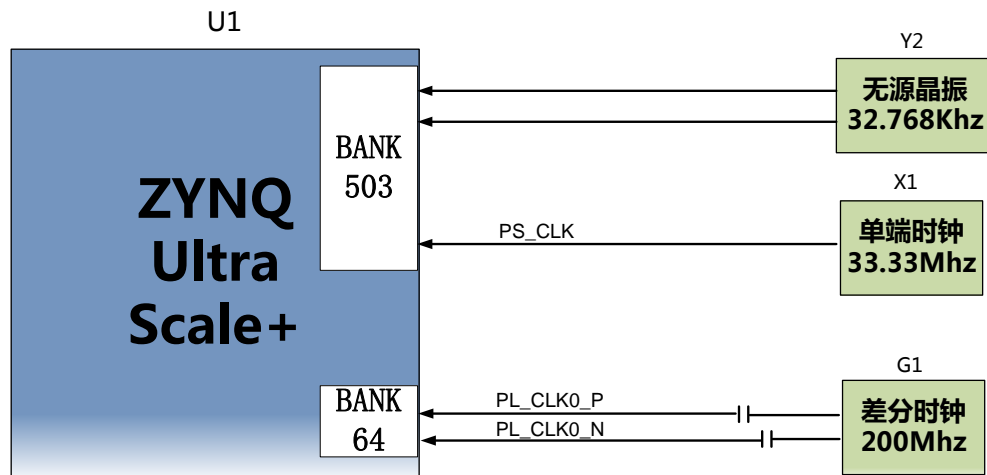 U1
ZYNQ
Ultra
Scale+
BANK
503
BANK
64
Y2
无源晶振
32.768Khz
X1
PS_CLK
单端时钟
33.33Mhz
G1
PL_CLK0_P
PL_CLK0_N
差分时钟
200Mhz